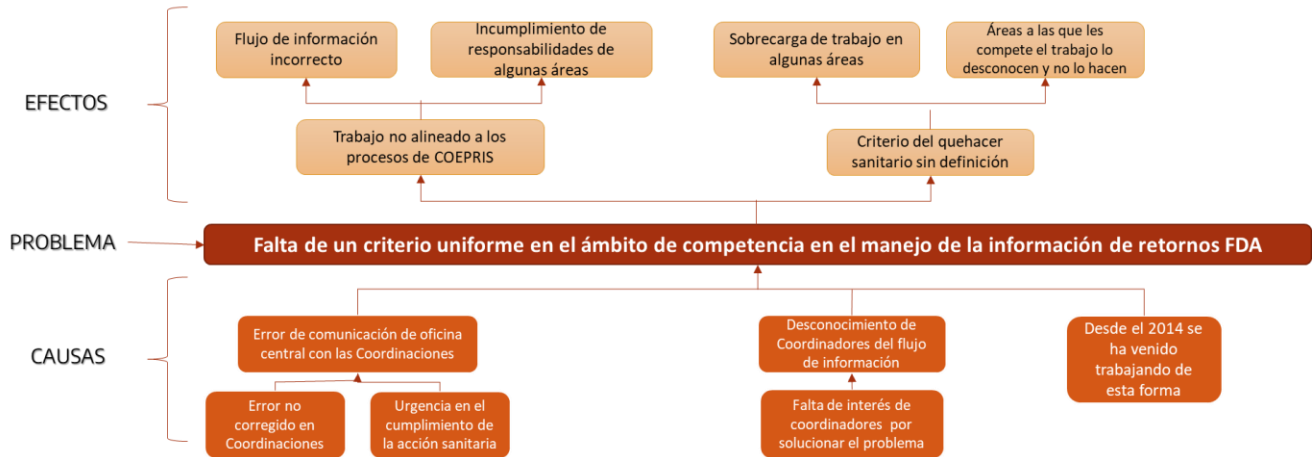 Flujo de información
incorrecto
Incumplimiento de
responsabilidades de
algunas áreas
Sobrecarga de trabajo en
algunas áreas
Áreas a las que les
compete el trabajo lo
desconocen y no lo hacen
EFECTOS
Trabajo no alineado a los
procesos de COEPRIS
Criterio del quehacer
sanitario sin definición
PROBLEMA
Falta de un criterio uniforme en el ámbito de competencia en el manejo de la información de retornos FDA
CAUSAS
Error de comunicación de oficina
central con las Coordinaciones
Desconocimiento de
Coordinadores del flujo
de información
Desde el 2014 se
ha venido
trabajando de
esta forma
Error no
corregido en
Coordinaciones
Urgencia en el
cumplimiento de
la acción sanitaria
Falta de interés de
coordinadores por
solucionar el problema